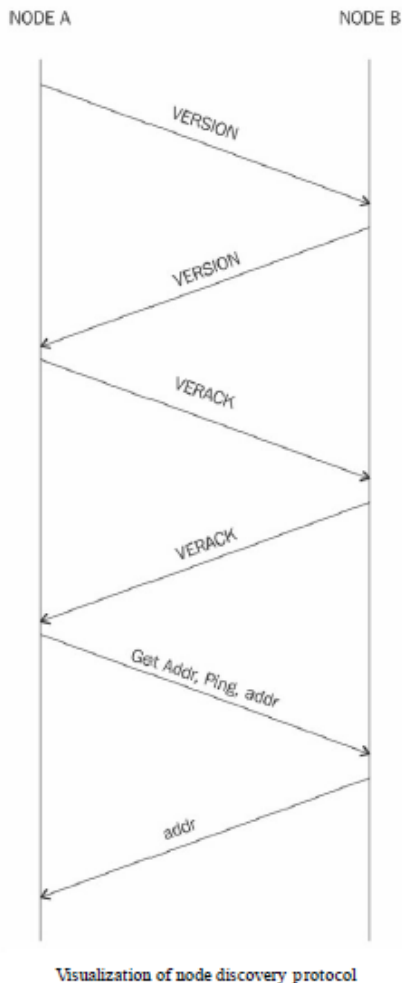 NODE A
NODE B
VERSION
VERSION
VERACK
VERACK
Get Addr, Ping, addr
addr
Visualization of node discovery protocol